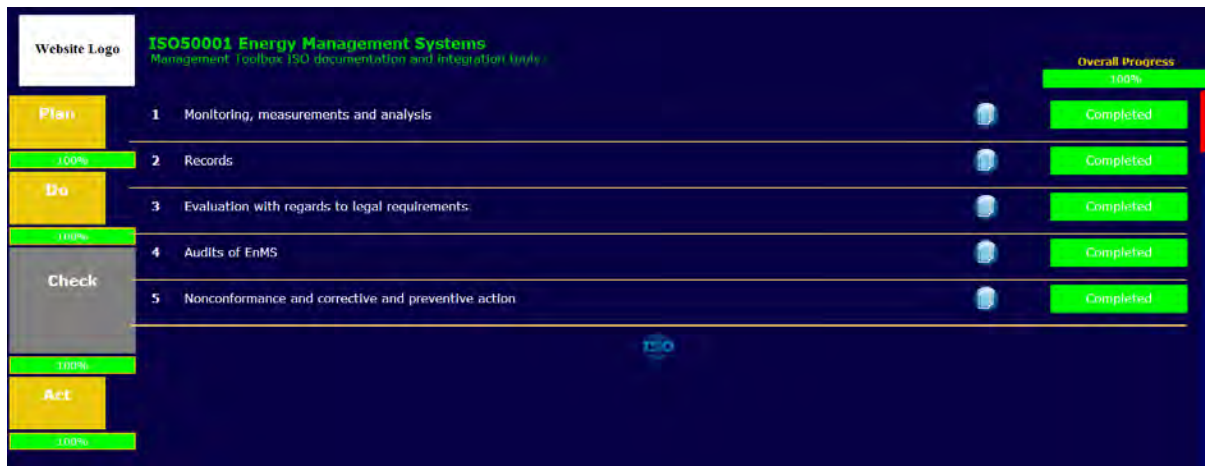 Website Logo
ISO50001 Energy Management Systems
Management Toolbox ISO documentation and integration tools
Overall Progress
100%
Plan
100%
Do
100%
Check
100%
Act
100%
1 Monitoring, measurements and analysis Completed
2 Records Completed
3 Evaluation with regards to legal requirements Completed
4 Audits of EnMS Completed
5 Nonconformance and corrective and preventive action Completed
ISO